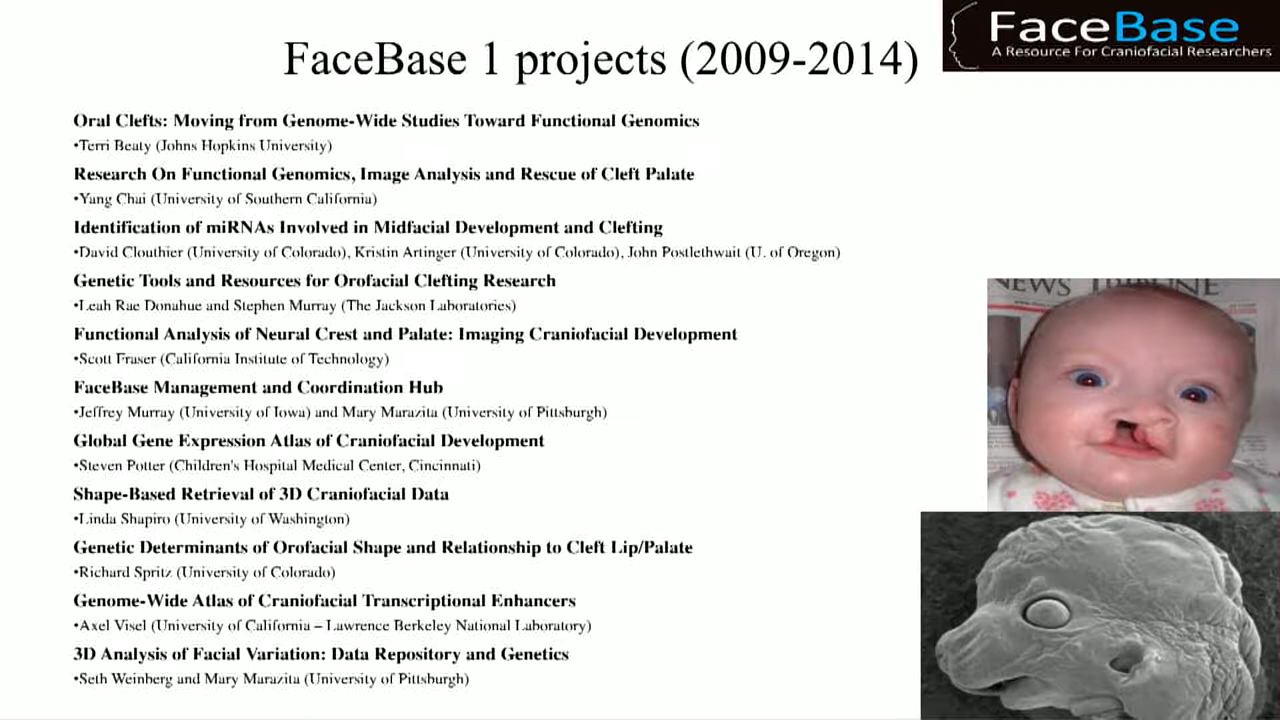 FaceBase 1 projects (2009-2014)
FaceBase
A Resource For Craniofacial Researchers
Oral Clefts: Moving from Genome-Wide Studies Toward Functional Genomics
•Terri Beaty (Johns Hopkins University)
Research On Functional Genomics, Image Analysis and Rescue of Cleft Palate
•Yang Chai (University of Southern California)
Identification of miRNAs Involved in Midfacial Development and Clefting
•David Clouthier (University of Colorado), Kristin Artinger (University of Colorado), John Postlethwait (U. of Oregon)
Genetic Tools and Resources for Orofacial Clefting Research
•Leah Rae Donahue and Stephen Murray (The Jackson Laboratories)
Functional Analysis of Neural Crest and Palate: Imaging Craniofacial Development
•Scott Fraser (California Institute of Technology)
FaceBase Management and Coordination Hub
•Jeffrey Murray (University of Iowa) and Mary Marazita (University of Pittsburgh)
Global Gene Expression Atlas of Craniofacial Development
•Steven Potter (Children's Hospital Medical Center, Cincinnati)
Shape-Based Retrieval of 3D Craniofacial Data
•Linda Shapiro (University of Washington)
Genetic Determinants of Orofacial Shape and Relationship to Cleft Lip/Palate
•Richard Spritz (University of Colorado)
Genome-Wide Atlas of Craniofacial Transcriptional Enhancers
•Axel Visel (University of California – Lawrence Berkeley National Laboratory)
3D Analysis of Facial Variation: Data Repository and Genetics
•Seth Weinberg and Mary Marazita (University of Pittsburgh)
NEWS TRIBUNE